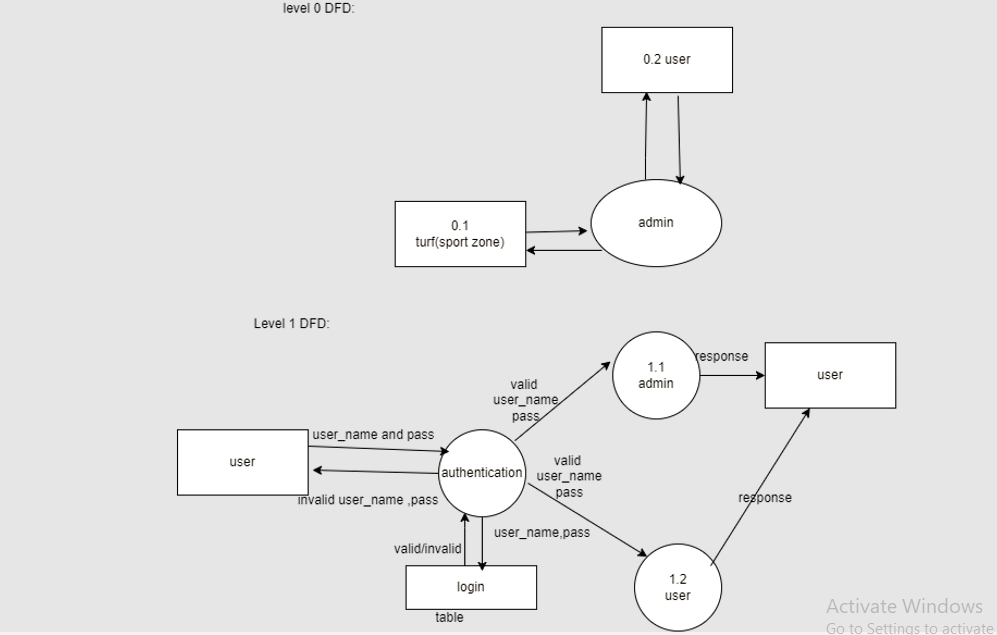 level 0 DFD:
0.2 user
0.1
turf(sport zone)
admin
Level 1 DFD:
1.1
admin
response
user
valid
user_name
pass
user_name and pass
user
authentication
valid
user_name
pass
invalid user_name ,pass
response
user_name,pass
valid/invalid
login
table
1.2
user
Activate Windows
Go to Settings to activate